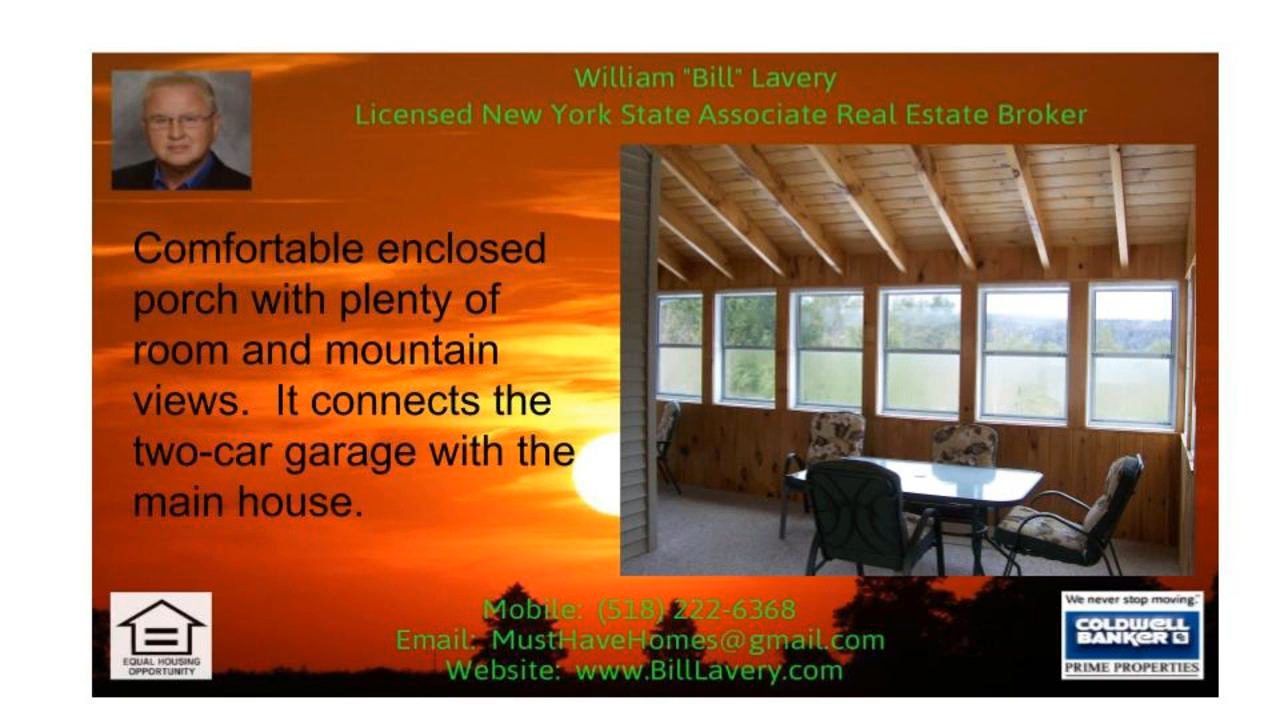 William "Bill" Lavery
Licensed New York State Associate Real Estate Broker
Comfortable enclosed
porch with plenty of
room and mountain
views.  It connects the
two-car garage with the
main house.
Mobile:  (518) 222-6368
Email:  MustHaveHomes@gmail.com
Website:  www.BillLavery.com
EQUAL HOUSING
OPPORTUNITY
We never stop moving.™
COLDWELL
BANKER
PRIME PROPERTIES